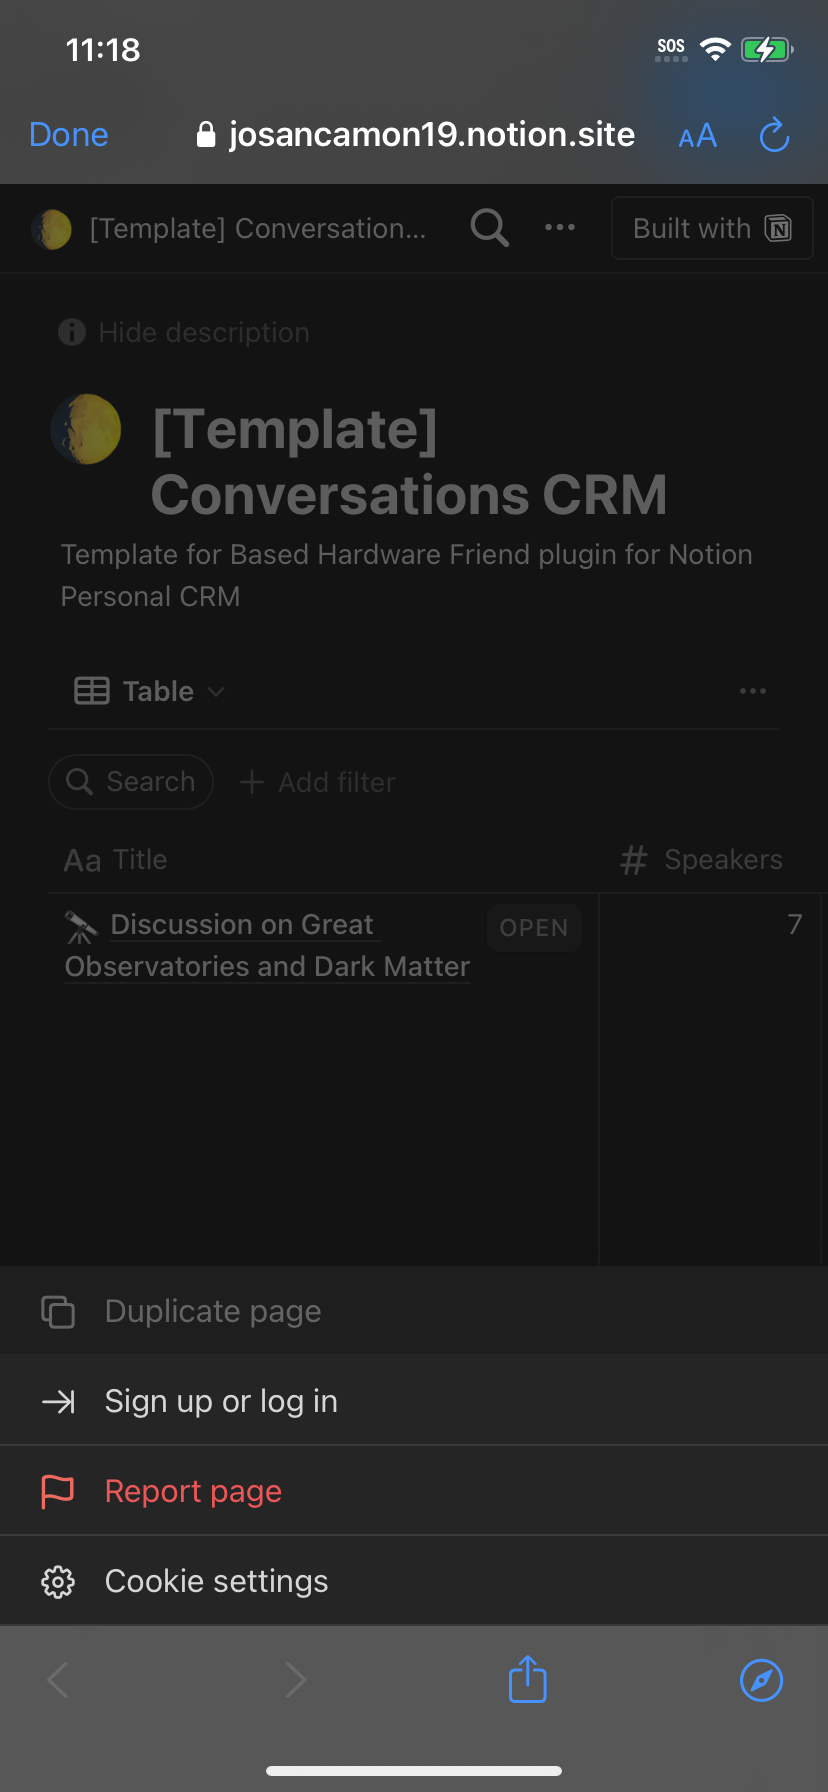 11:18
SOS
Done
josancamon19.notion.site
AA
[Template] Conversation...
Built with
Hide description
[Template]
Conversations CRM
Template for Based Hardware Friend plugin for Notion
Personal CRM
Table
Search
Add filter
Aa Title
# Speakers
Discussion on Great
Observatories and Dark Matter
OPEN
7
Duplicate page
Sign up or log in
Report page
Cookie settings